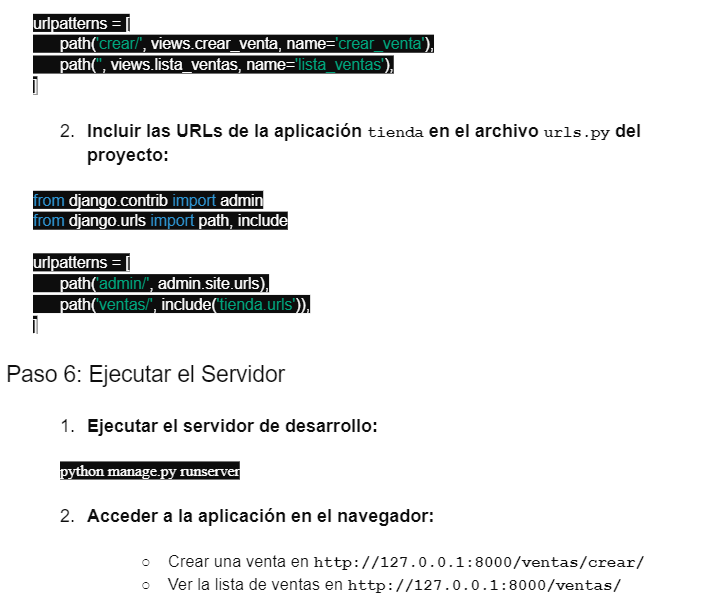 urlpatterns = [
path('crear/', views.crear_venta, name='crear_venta'),
path('', views.lista_ventas, name='lista_ventas'),
]
2. Incluir las URLs de la aplicación tienda en el archivo urls.py del
proyecto:
from django.contrib import admin
from django.urls import path, include
urlpatterns = [
path('admin/', admin.site.urls),
path('ventas/', include('tienda.urls')),
]
Paso 6: Ejecutar el Servidor
1. Ejecutar el servidor de desarrollo:
python manage.py runserver
2. Acceder a la aplicación en el navegador:
○ Crear una venta en http://127.0.0.1:8000/ventas/crear/
○ Ver la lista de ventas en http://127.0.0.1:8000/ventas/